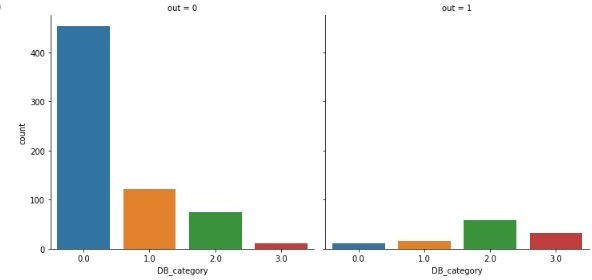 out = 0
out = 1
400
300
200
100
0
count
0.0 1.0 2.0 3.0
0.0 1.0 2.0 3.0
DB_category
DB_category